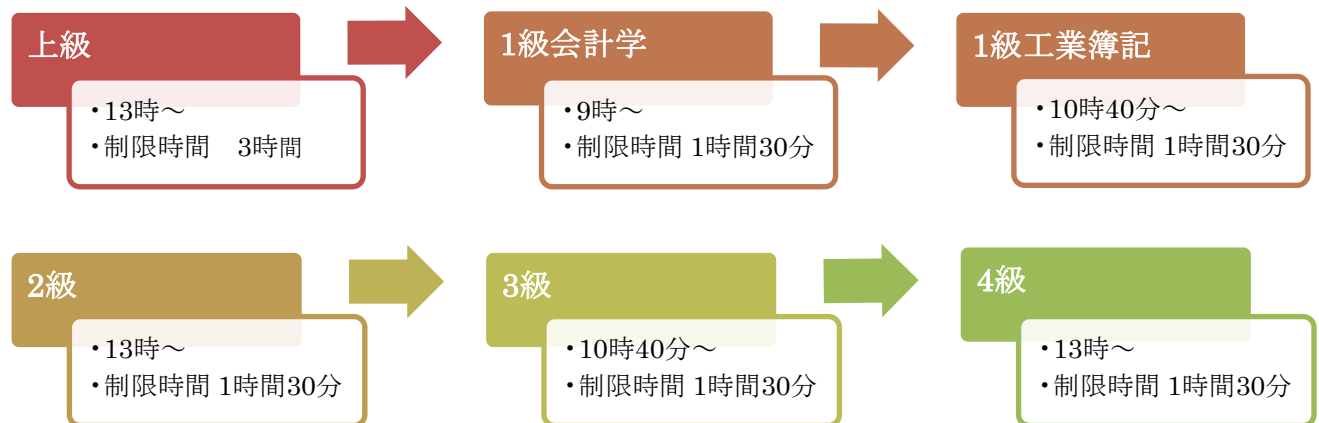 上級
・13時～
・制限時間　3時間
1級会計学
・9時～
・制限時間 1時間30分
1級工業簿記
・10時40分～
・制限時間 1時間30分
2級
・13時～
・制限時間 1時間30分
3級
・10時40分～
・制限時間 1時間30分
4級
・13時～
・制限時間 1時間30分